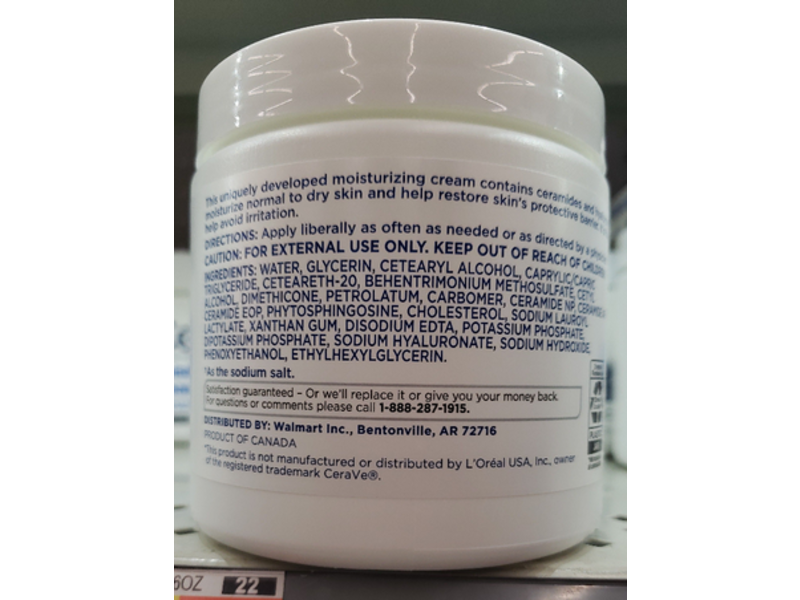 This uniquely developed moisturizing cream contains ceramides and
moisturize normal to dry skin and help restore skin's protective barrier
help avoid irritation.
DIRECTIONS: Apply liberally as often as needed or as directed by a
CAUTION: FOR EXTERNAL USE ONLY. KEEP OUT OF REACH OF CHILDREN
INGREDIENTS: WATER, GLYCERIN, CETEARYL ALCOHOL, CAPRYLIC/CAPRIC
TRIGLYCERIDE, CETEARETH-20, BEHENTRIMONIUM METHOSULFATE, CETYL
ALCOHOL, DIMETHICONE, PETROLATUM, CARBOMER, CERAMIDE NP,
CERAMIDE EOP, PHYTOSPHINGOSINE, CHOLESTEROL, SODIUM LAUROYL
LACTYLATE, XANTHAN GUM, DISODIUM EDTA, POTASSIUM PHOSPHATE,
DIPOTASSIUM PHOSPHATE, SODIUM HYALURONATE, SODIUM HYDROXIDE,
PHENOXYETHANOL, ETHYLHEXYLGLYCERIN.
*As the sodium salt.
Satisfaction guaranteed – Or we'll replace it or give you your money back.
For questions or comments please call 1-888-287-1915.
DISTRIBUTED BY: Walmart Inc., Bentonville, AR 72716
PRODUCT OF CANADA
*This product is not manufactured or distributed by L'Oréal USA, Inc., owner
of the registered trademark CeraVe®.
6OZ 22